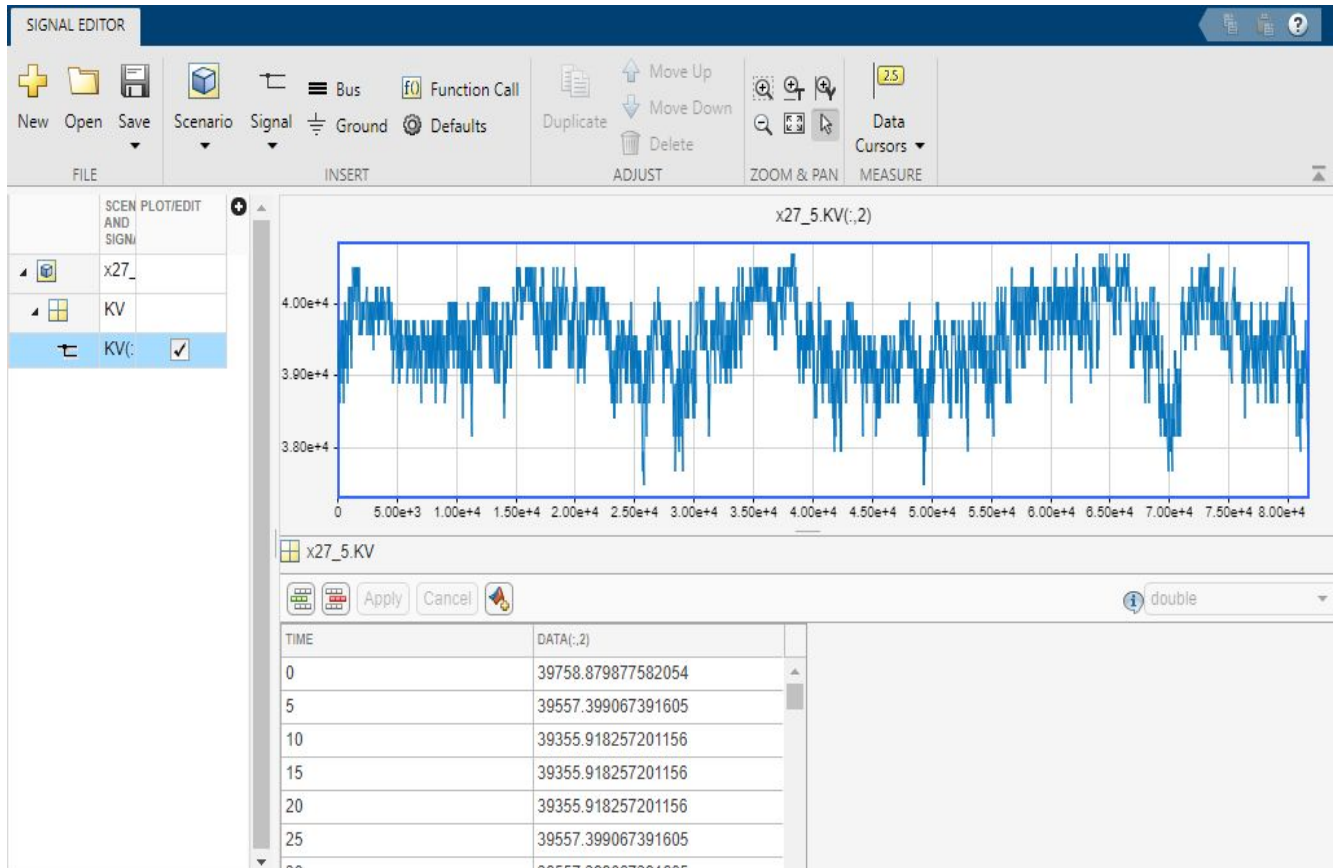 SIGNAL EDITOR
?
New Open Save Scenario Signal Bus Ground f() Function Call Defaults Duplicate Move Up Move Down Delete 2.5 Data Cursors
FILE INSERT ADJUST ZOOM & PAN MEASURE
SCEN AND SIGNA PLOT/EDIT
x27_
KV
KV(:
x27_5.KV(:,2)
4.00e+4
3.90e+4
3.80e+4
0 5.00e+3 1.00e+4 1.50e+4 2.00e+4 2.50e+4 3.00e+4 3.50e+4 4.00e+4 4.50e+4 5.00e+4 5.50e+4 6.00e+4 6.50e+4 7.00e+4 7.50e+4 8.00e+4
x27_5.KV
Apply Cancel double
TIME DATA(:,2)
0 39758.879877582054
5 39557.399067391605
10 39355.918257201156
15 39355.918257201156
20 39355.918257201156
25 39557.399067391605